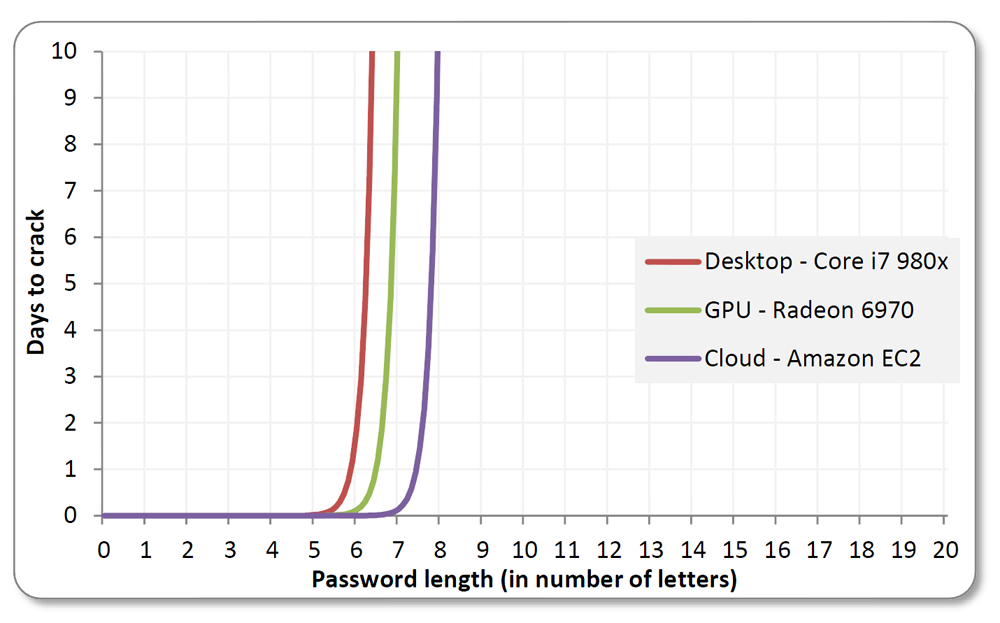 10
9
8
7
6
5
4
3
2
1
0
Days to crack
Desktop - Core i7 980x
GPU - Radeon 6970
Cloud - Amazon EC2
0 1 2 3 4 5 6 7 8 9 10 11 12 13 14 15 16 17 18 19 20
Password length (in number of letters)